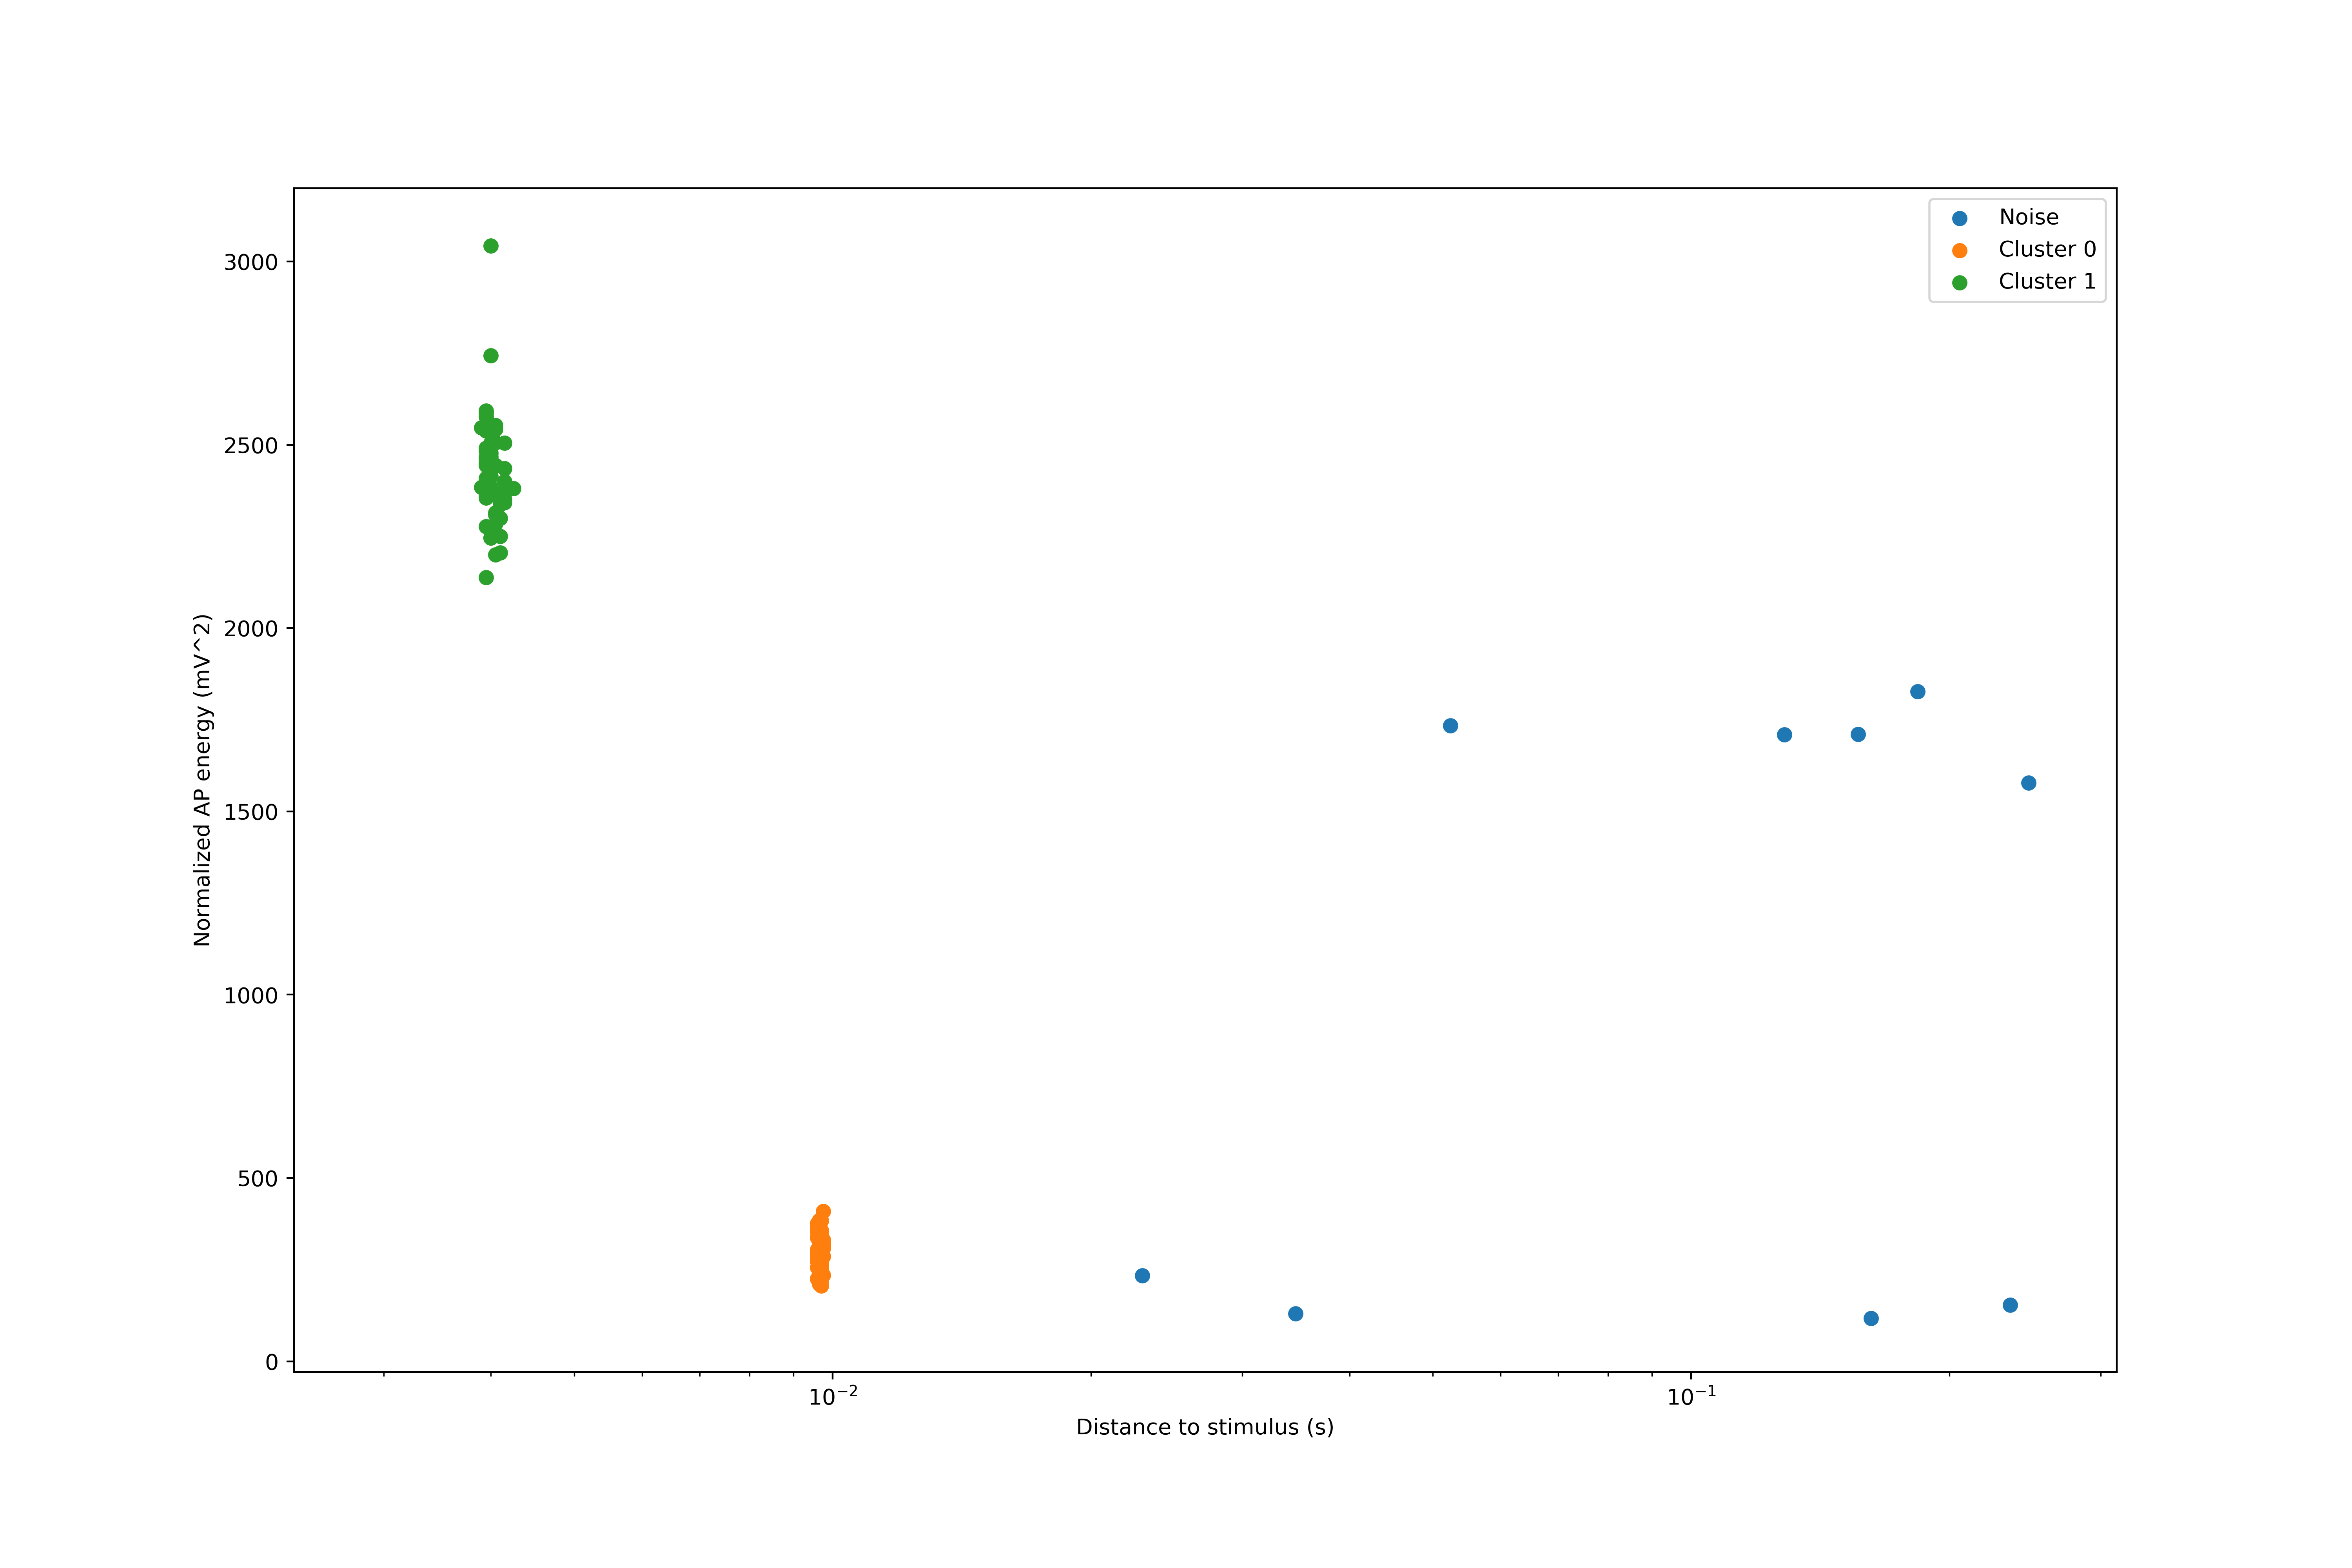 Noise
Cluster 0
Cluster 1
3000
2500
2000
1500
1000
500
0
Normalized AP energy (mV^2)
10⁻² 10⁻¹
Distance to stimulus (s)